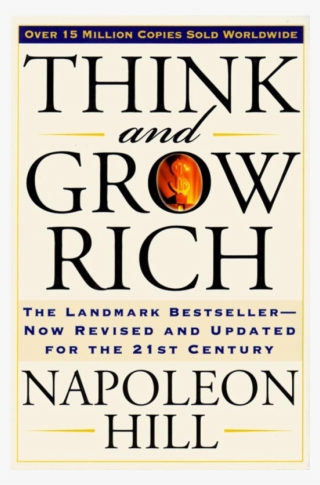 OVER 15 MILLION COPIES SOLD WORLDWIDE
THINK
and
GROW
RICH
THE LANDMARK BESTSELLER—
NOW REVISED AND UPDATED
FOR THE 21ST CENTURY
NAPOLEON
HILL